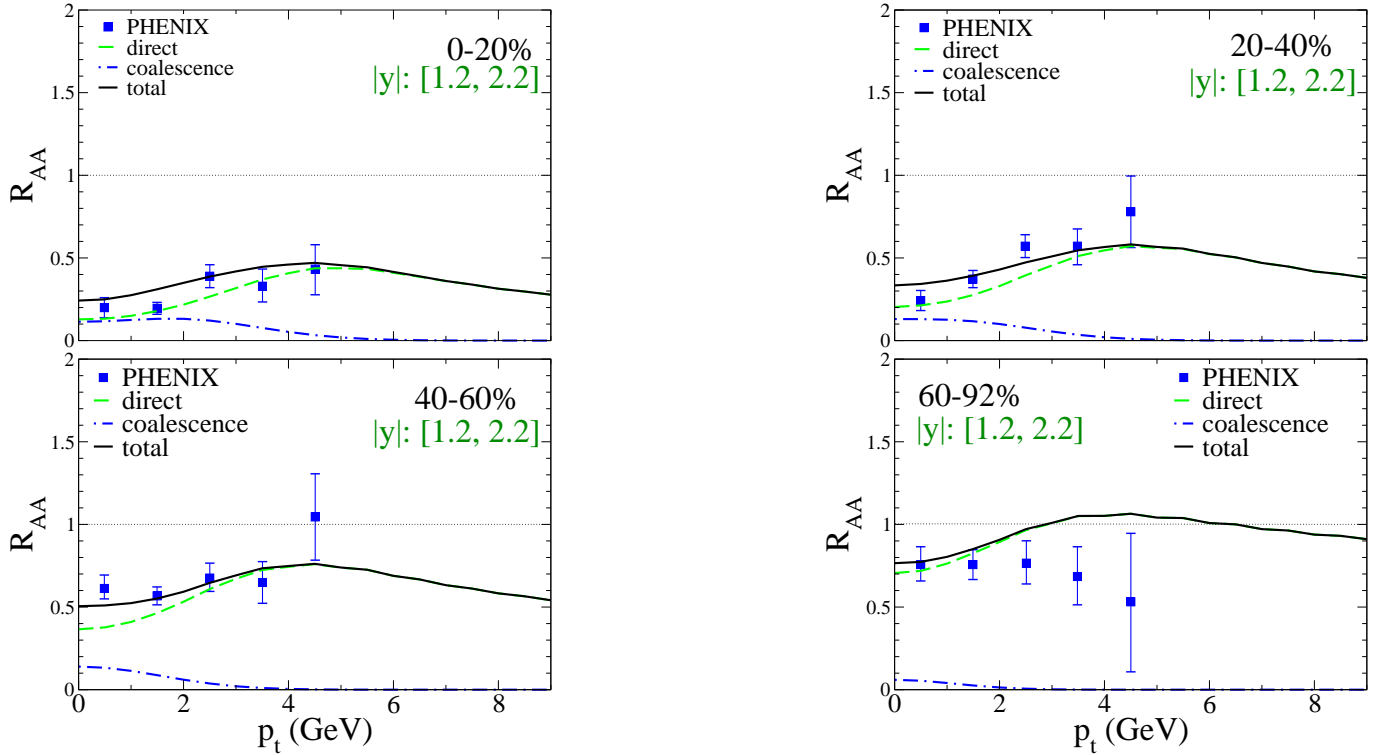 PHENIX
direct
coalescence
total
0-20%
|y|: [1.2, 2.2]
R_AA
2
1.5
1
0.5
0
PHENIX
direct
coalescence
total
20-40%
|y|: [1.2, 2.2]
R_AA
2
1.5
1
0.5
0
PHENIX
direct
coalescence
total
40-60%
|y|: [1.2, 2.2]
R_AA
2
1.5
1
0.5
0
0 2 4 6 8
p_t (GeV)
60-92%
|y|: [1.2, 2.2]
PHENIX
direct
coalescence
total
R_AA
2
1.5
1
0.5
0
0 2 4 6 8
p_t (GeV)